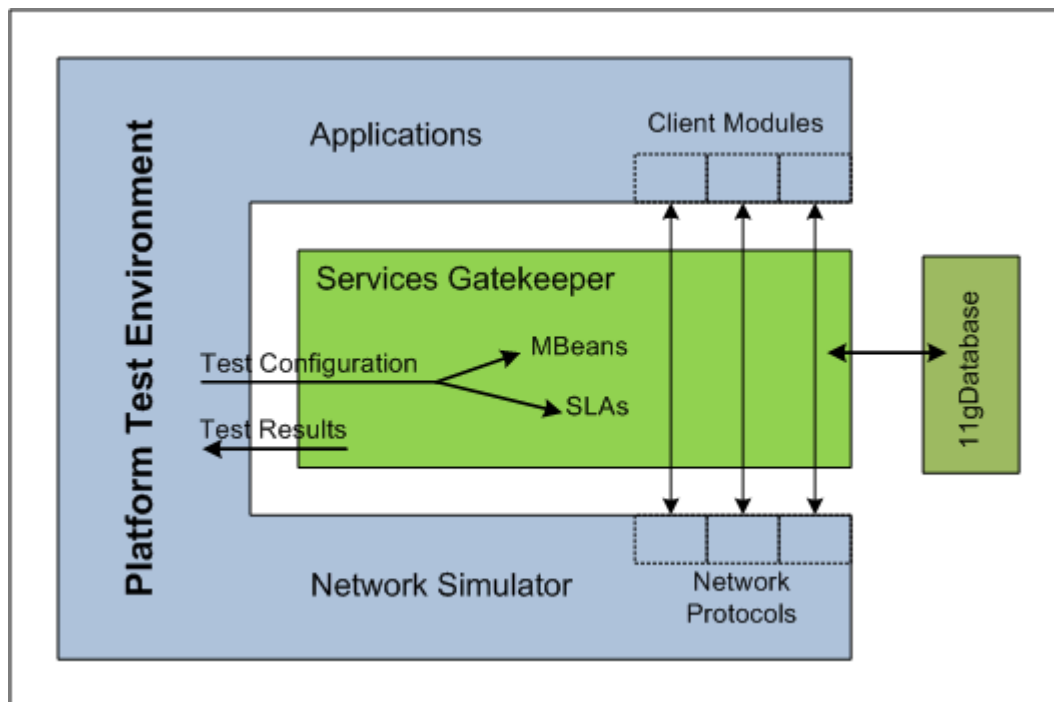 Platform Test Environment
Applications
Client Modules
Services Gatekeeper
Test Configuration
MBeans
SLAs
Test Results
11gDatabase
Network Simulator
Network
Protocols